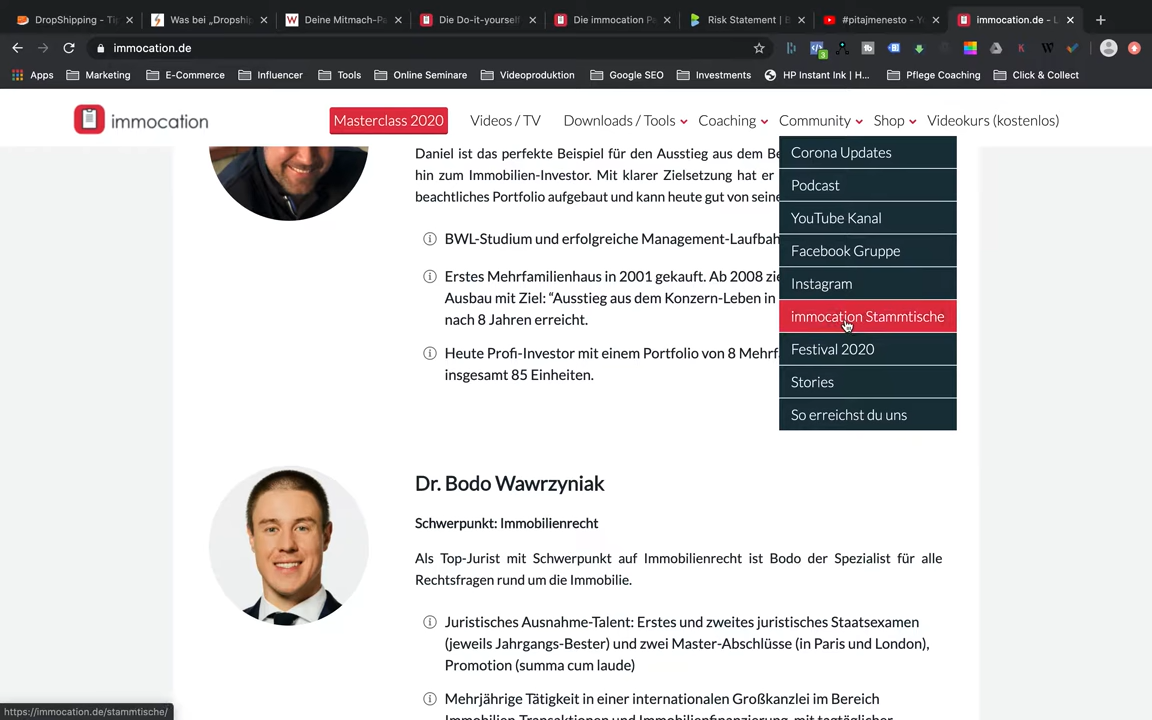 DropShipping - Tip
Was bei „Dropship
Deine Mitmach-Pa
Die Do-it-yourself
Die immocation Pa
Risk Statement | B
#pitajmenesto - Yo
immocation.de - L
immocation.de
Apps
Marketing
E-Commerce
Influencer
Tools
Online Seminare
Videoproduktion
Google SEO
Investments
HP Instant Ink | H...
Pflege Coaching
Click & Collect
immocation
Masterclass 2020
Videos / TV
Downloads / Tools
Coaching
Community
Shop
Videokurs (kostenlos)
Corona Updates
Podcast
YouTube Kanal
Facebook Gruppe
Instagram
immocation Stammtische
Festival 2020
Stories
So erreichst du uns
Daniel ist das perfekte Beispiel für den Ausstieg aus dem Be
hin zum Immobilien-Investor. Mit klarer Zielsetzung hat er
beachtliches Portfolio aufgebaut und kann heute gut von seine
BWL-Studium und erfolgreiche Management-Laufbah
Erstes Mehrfamilienhaus in 2001 gekauft. Ab 2008 zie
Ausbau mit Ziel: “Ausstieg aus dem Konzern-Leben in
nach 8 Jahren erreicht.
Heute Profi-Investor mit einem Portfolio von 8 Mehrf
insgesamt 85 Einheiten.
Dr. Bodo Wawrzyniak
Schwerpunkt: Immobilienrecht
Als Top-Jurist mit Schwerpunkt auf Immobilienrecht ist Bodo der Spezialist für alle
Rechtsfragen rund um die Immobilie.
Juristisches Ausnahme-Talent: Erstes und zweites juristisches Staatsexamen
(jeweils Jahrgangs-Bester) und zwei Master-Abschlüsse (in Paris und London),
Promotion (summa cum laude)
Mehrjährige Tätigkeit in einer internationalen Großkanzlei im Bereich
Immobilien-Transaktionen und Immobilienfinanzierung, mit tagtäglicher
https://immocation.de/stammtische/